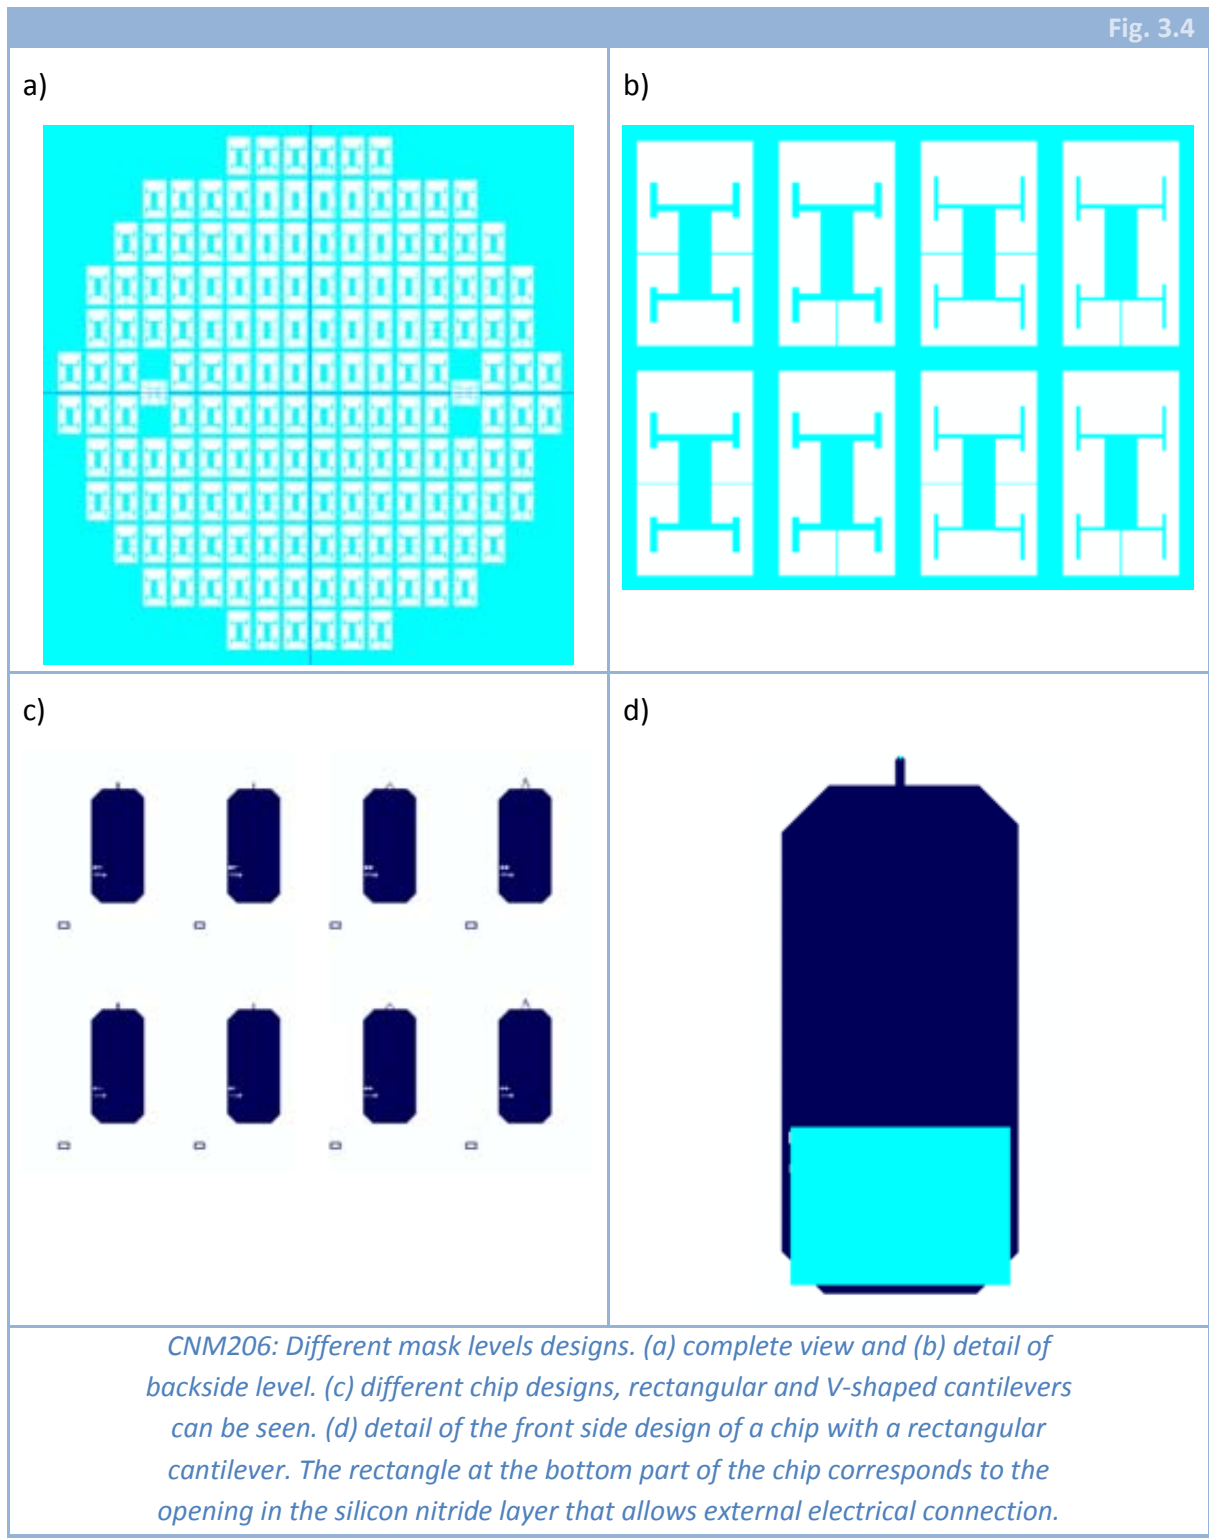 Fig. 3.4
a)
b)
c)
d)
CNM206: Different mask levels designs. (a) complete view and (b) detail of
backside level. (c) different chip designs, rectangular and V-shaped cantilevers
can be seen. (d) detail of the front side design of a chip with a rectangular
cantilever. The rectangle at the bottom part of the chip corresponds to the
opening in the silicon nitride layer that allows external electrical connection.